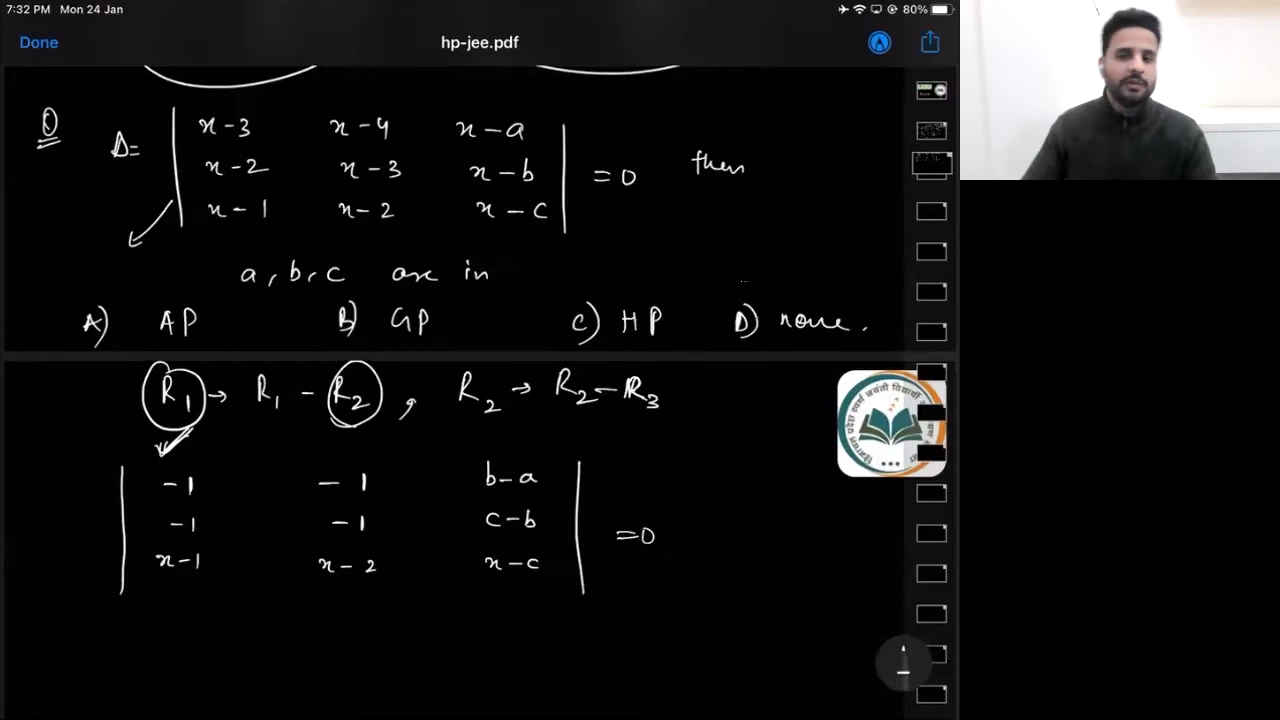 7:32 PM Mon 24 Jan
80%
Done
hp-jee.pdf
Q
Δ= | x-3 x-4 x-a |
| x-2 x-3 x-b | =0 then
| x-1 x-2 x-c |
a, b, c are in
A) AP B) GP C) HP D) none.
R1 → R1 - R2, R2 → R2 - R3
| -1 -1 b-a |
| -1 -1 c-b | =0
| x-1 x-2 x-c |